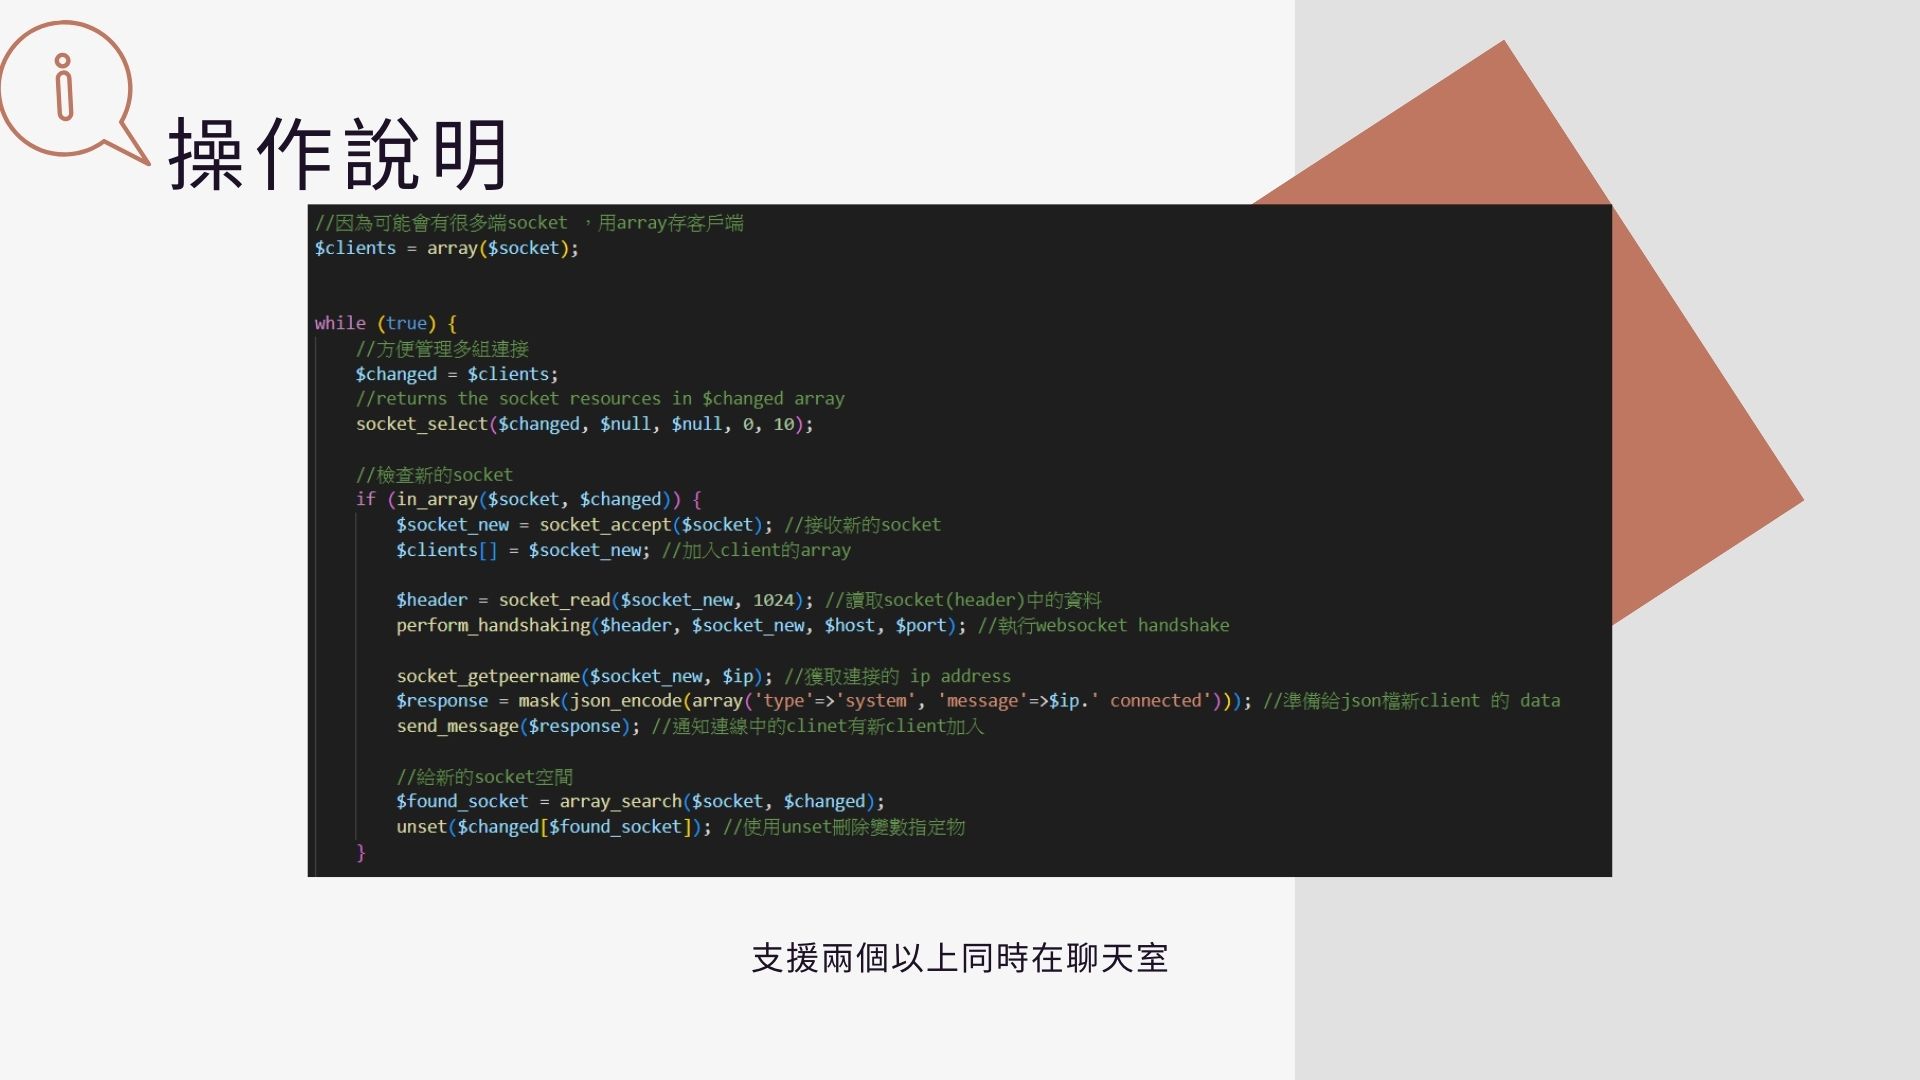 操作說明
//因為可能會有很多端socket ，用array存客戶端
$clients = array($socket);
while (true) {
//方便管理多組連接
$changed = $clients;
//returns the socket resources in $changed array
socket_select($changed, $null, $null, 0, 10);
//檢查新的socket
if (in_array($socket, $changed)) {
$socket_new = socket_accept($socket); //接收新的socket
$clients[] = $socket_new; //加入client的array
$header = socket_read($socket_new, 1024); //讀取socket(header)中的資料
perform_handshaking($header, $socket_new, $host, $port); //執行websocket handshake
socket_getpeername($socket_new, $ip); //獲取連接的 ip address
$response = mask(json_encode(array('type'=>'system', 'message'=>$ip.' connected'))); //準備給json檔新client 的 data
send_message($response); //通知連線中的clinet有新client加入
//給新的socket空間
$found_socket = array_search($socket, $changed);
unset($changed[$found_socket]); //使用unset刪除變數指定物
}
支援兩個以上同時在聊天室